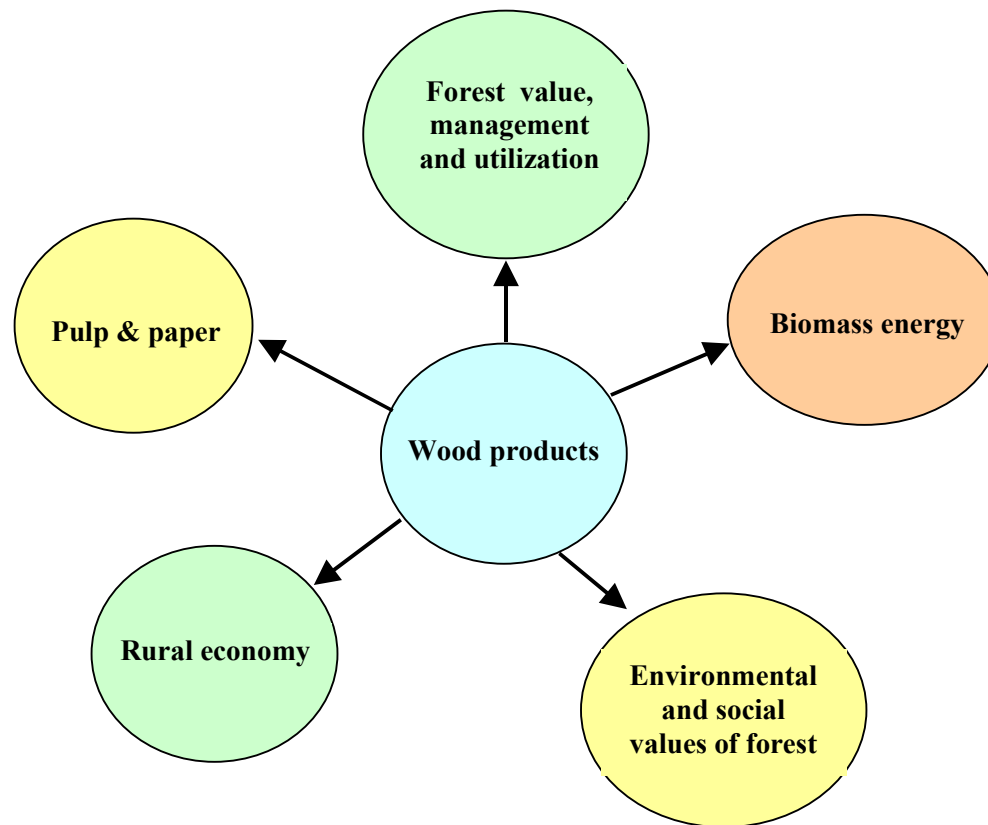 Forest value,
management
and utilization
Pulp & paper
Biomass energy
Wood products
Rural economy
Environmental
and social
values of forest